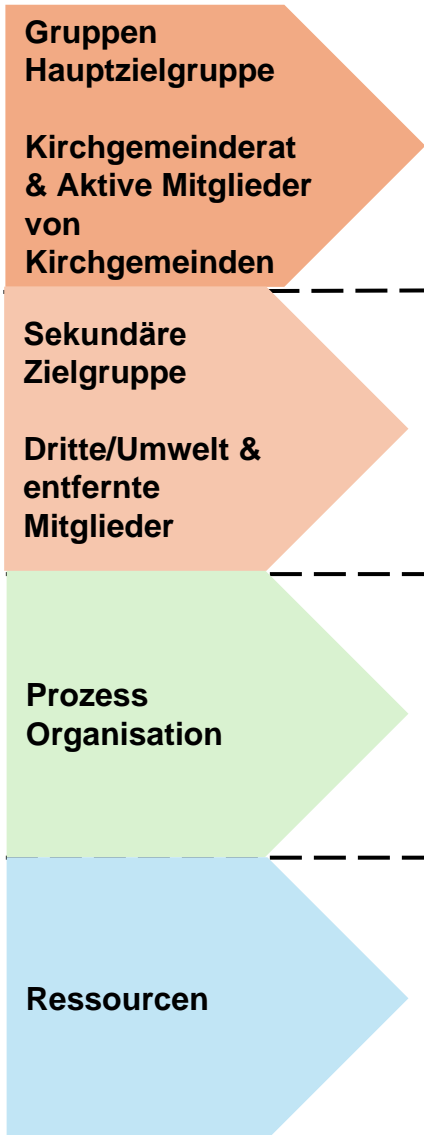 Gruppen
Hauptzielgruppe
Kirchgemeinderat
& Aktive Mitglieder
von
Kirchgemeinden
Sekundäre
Zielgruppe
Dritte/Umwelt &
entfernte
Mitglieder
Prozess
Organisation
Ressourcen